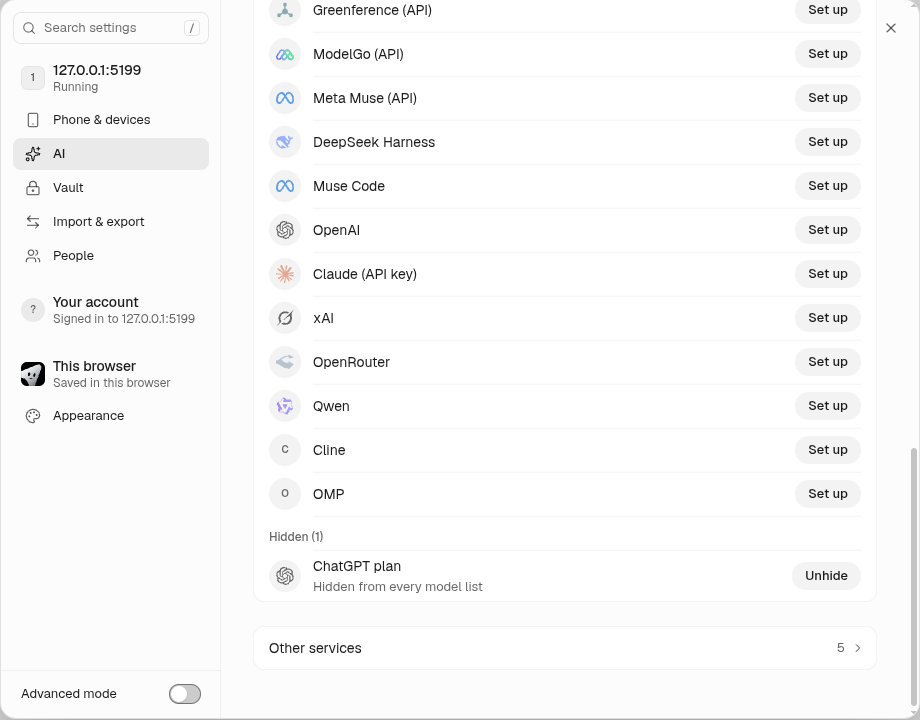 Search settings
/
1
127.0.0.1:5199
Running
Phone & devices
AI
Vault
Import & export
People
?
Your account
Signed in to 127.0.0.1:5199
This browser
Saved in this browser
Appearance
Advanced mode
Greenference (API)
Set up
ModelGo (API)
Set up
Meta Muse (API)
Set up
DeepSeek Harness
Set up
Muse Code
Set up
OpenAI
Set up
Claude (API key)
Set up
xAI
Set up
OpenRouter
Set up
Qwen
Set up
C
Cline
Set up
O
OMP
Set up
Hidden (1)
ChatGPT plan
Hidden from every model list
Unhide
Other services
5